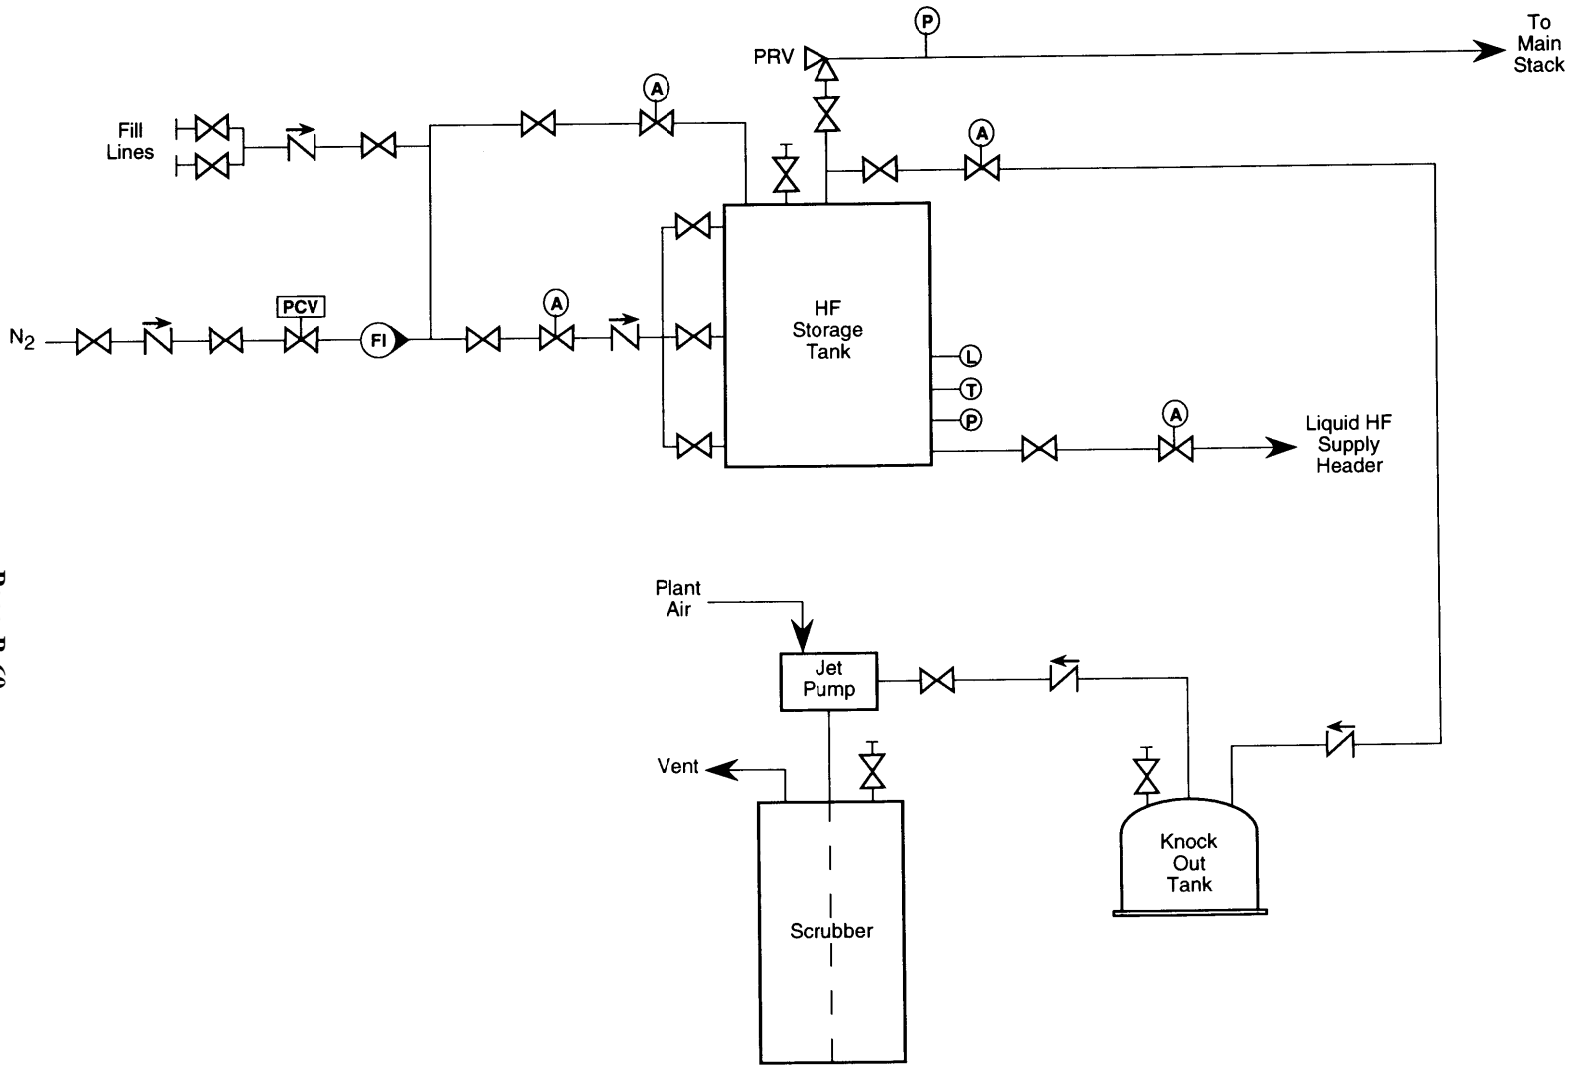 To
Main
Stack
P
PRV
A
Fill
Lines
A
HF
Storage
Tank
PCV
A
N2
FI
L
T
P
A
Liquid HF
Supply
Header
Plant
Air
Jet
Pump
Vent
Knock
Out
Tank
Scrubber